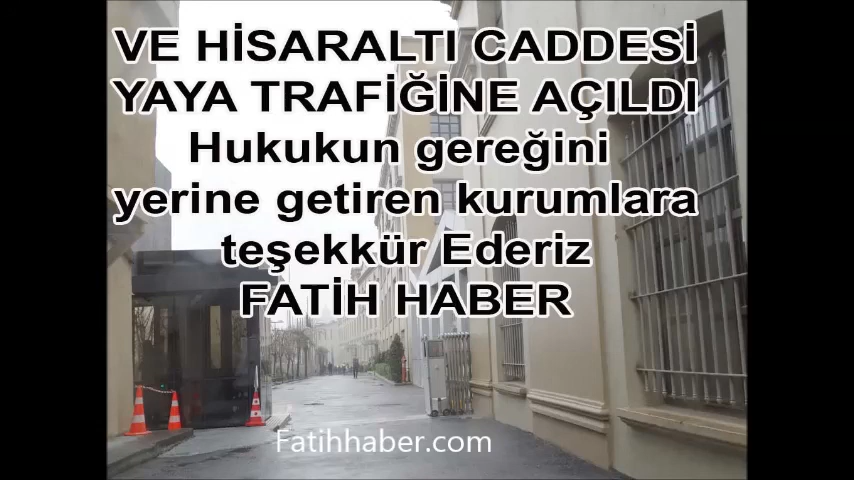 VE HİSARALTI CADDESİ
YAYA TRAFİĞİNE AÇILDI
Hukukun gereğini
yerine getiren kurumlara
teşekkür Ederiz
FATİH HABER
Fatihhaber.com